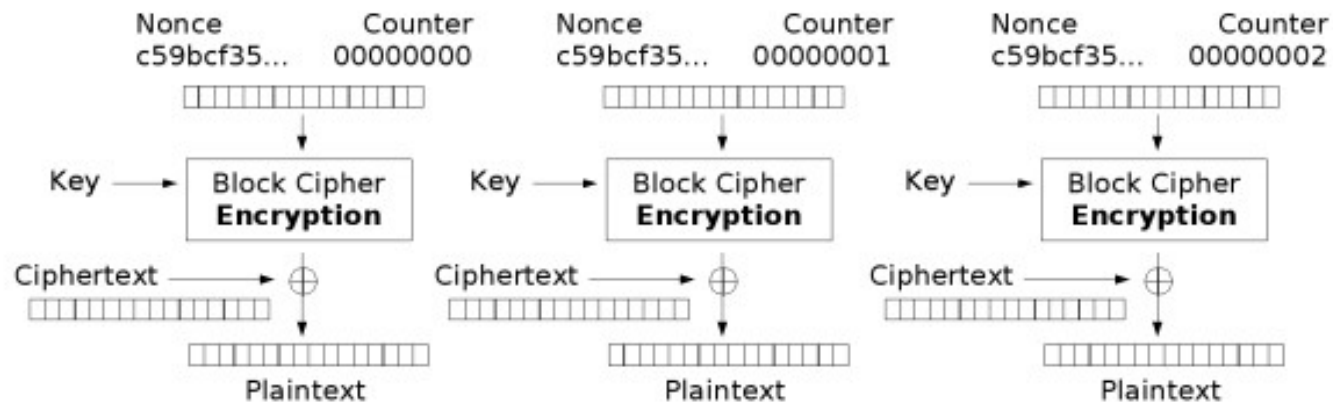 Nonce Counter
c59bcf35... 00000000
Key
Block Cipher
Encryption
Ciphertext
Plaintext
Nonce Counter
c59bcf35... 00000001
Key
Block Cipher
Encryption
Ciphertext
Plaintext
Nonce Counter
c59bcf35... 00000002
Key
Block Cipher
Encryption
Ciphertext
Plaintext